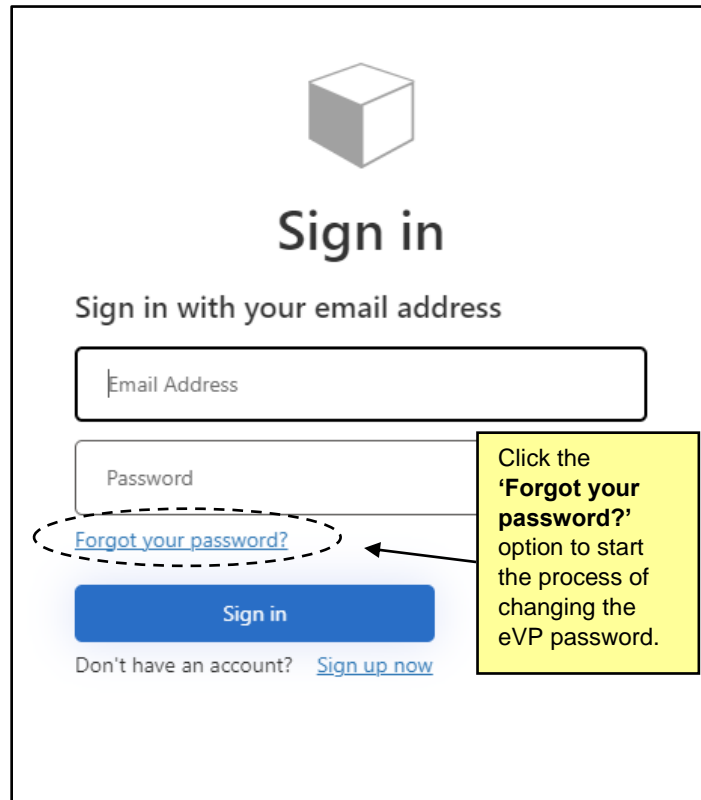 Sign in
Sign in with your email address
Email Address
Password
Forgot your password?
Click the
‘Forgot your
password?’
option to start
the process of
changing the
eVP password.
Sign in
Don't have an account? Sign up now